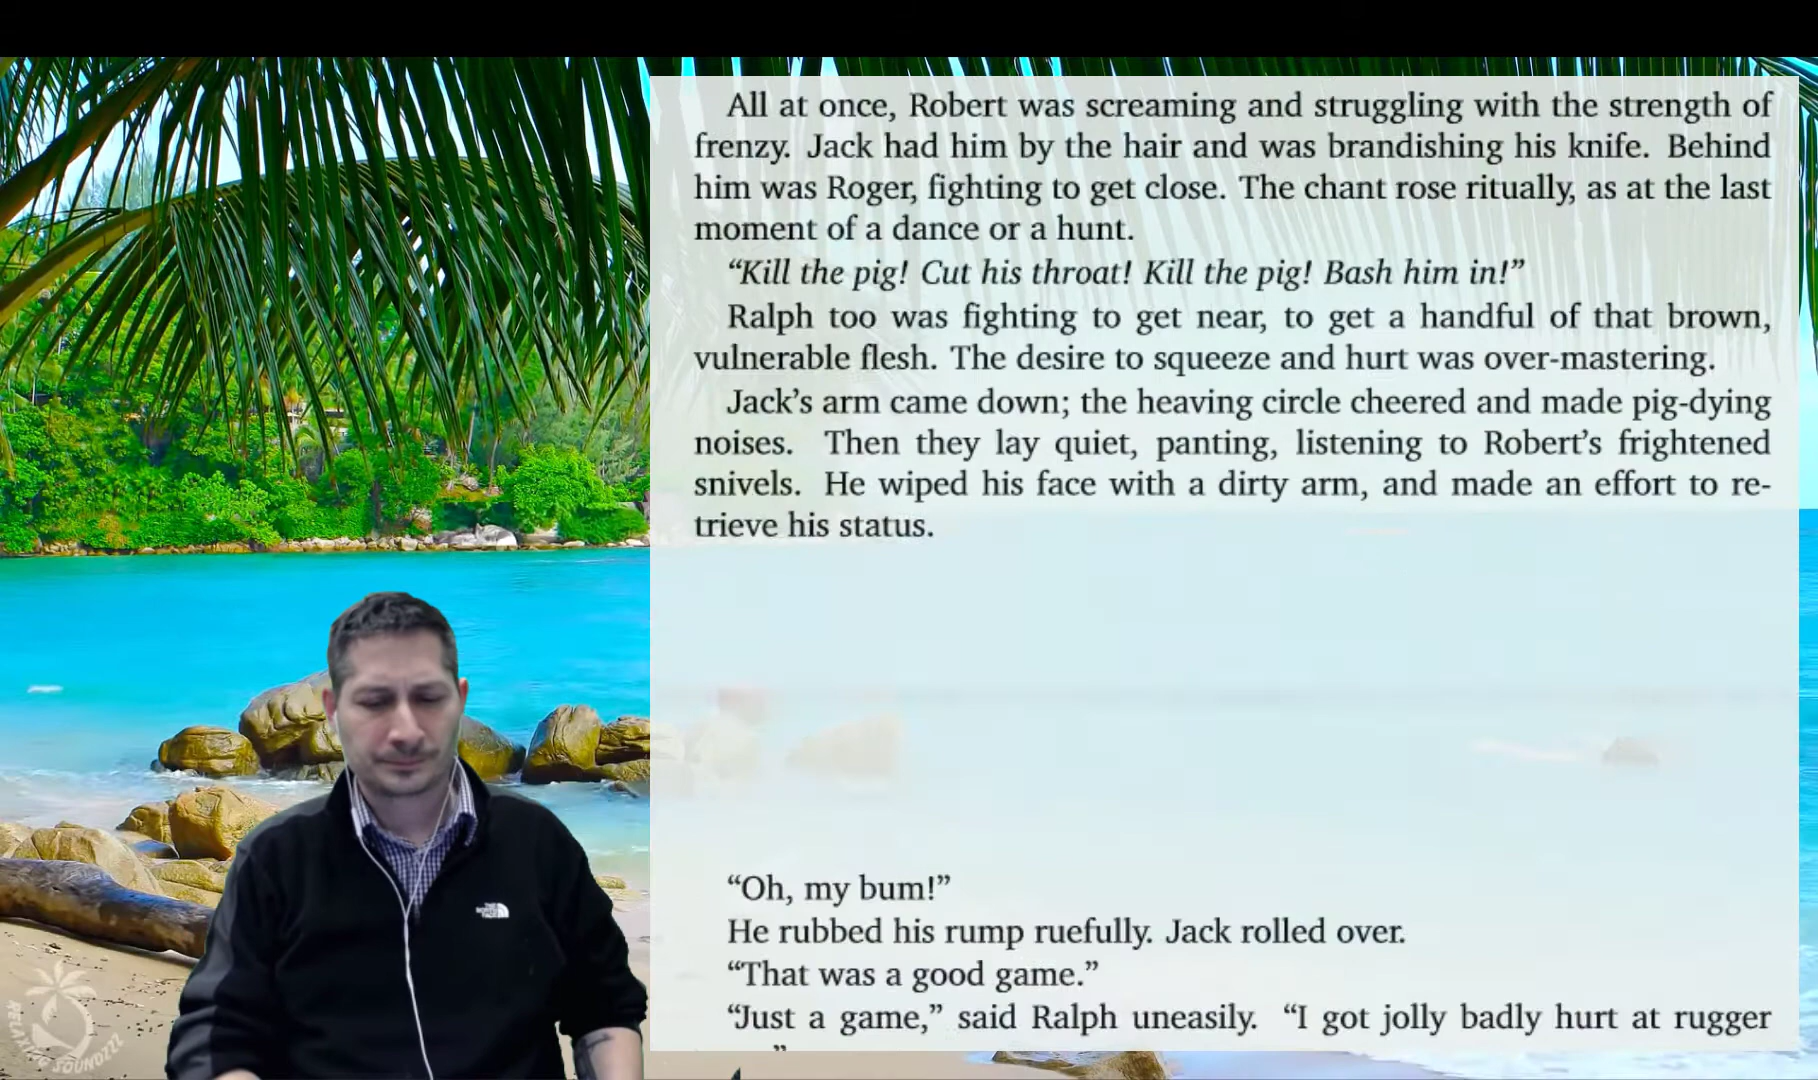 All at once, Robert was screaming and struggling with the strength of
frenzy. Jack had him by the hair and was brandishing his knife. Behind
him was Roger, fighting to get close. The chant rose ritually, as at the last
moment of a dance or a hunt.
“Kill the pig! Cut his throat! Kill the pig! Bash him in!”
Ralph too was fighting to get near, to get a handful of that brown,
vulnerable flesh. The desire to squeeze and hurt was over-mastering.
Jack’s arm came down; the heaving circle cheered and made pig-dying
noises. Then they lay quiet, panting, listening to Robert’s frightened
snivels. He wiped his face with a dirty arm, and made an effort to re-
trieve his status.
“Oh, my bum!”
He rubbed his rump ruefully. Jack rolled over.
“That was a good game.”
“Just a game,” said Ralph uneasily. “I got jolly badly hurt at rugger
THE NORTH FACE
RELAXING SOUNDZZZ